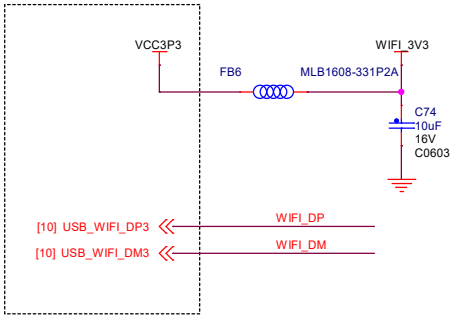 VCC3P3
WIFI_3V3
FB6
MLB1608-331P2A
C74
10uF
16V
C0603
WIFI_DP
[10] USB_WIFI_DP3
WIFI_DM
[10] USB_WIFI_DM3